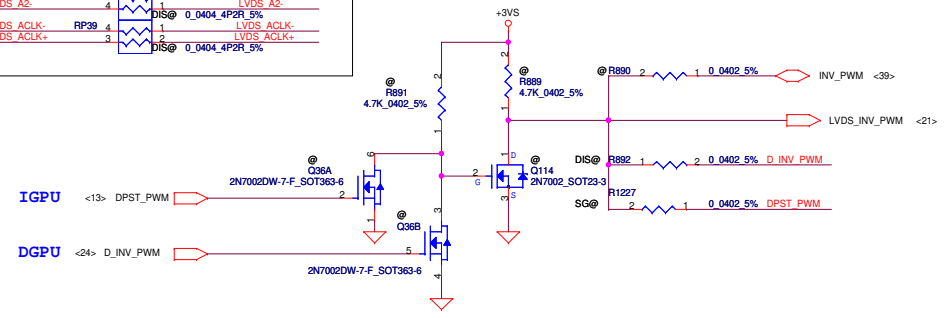 DS_A2- 4 1 LVDS_A2-
DIS@ 0_0404_4P2R_5%
DS_ACLK- RP39 4 1 LVDS_ACLK-
DS_ACLK+ 3 2 LVDS_ACLK+
DIS@ 0_0404_4P2R_5%
+3VS
2
@
R891
4.7K_0402_5%
2
1
@
R889
4.7K_0402_5%
1
@ R890 2 1 0_0402_5% INV_PWM <39>
LVDS_INV_PWM <21>
DIS@ R892 1 2 0_0402_5% D_INV_PWM
R1227
SG@ 2 1 0_0402_5% DPST_PWM
@
Q36A
2N7002DW-7-F_SOT363-6
6
2
1
1 D
2 G
3 S
@
Q114
2N7002_SOT23-3
IGPU <13> DPST_PWM
@
Q36B
3
5
4
DGPU <24> D_INV_PWM
2N7002DW-7-F_SOT363-6